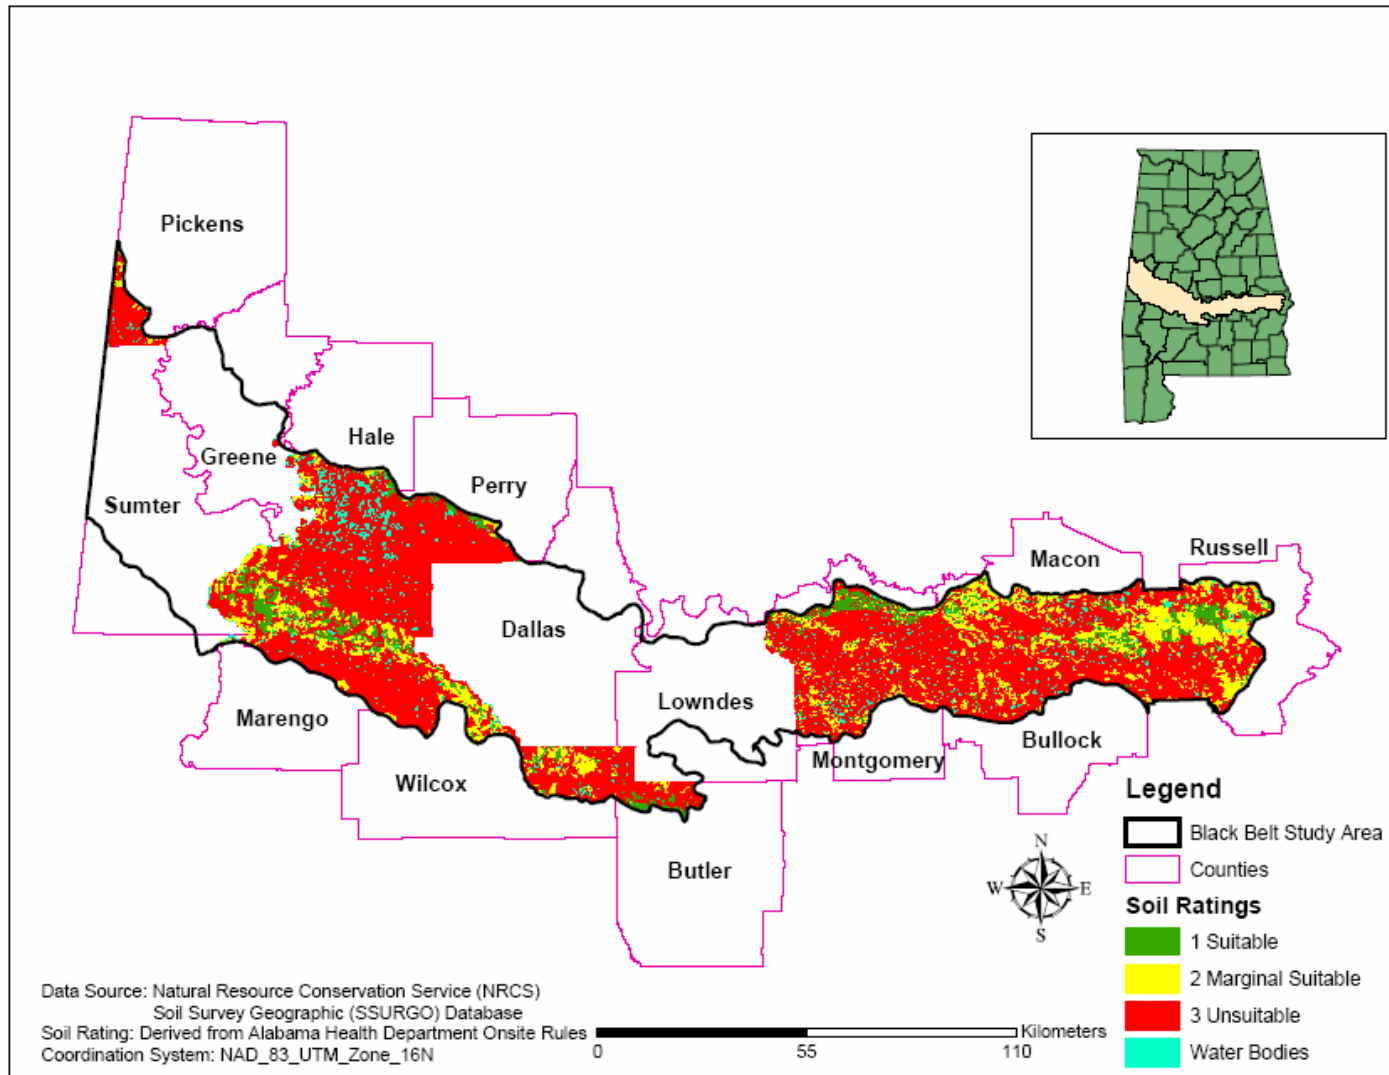 Pickens
Hale
Greene
Perry
Sumter
Macon
Russell
Dallas
Lowndes
Marengo
Bullock
Montgomery
Wilcox
Butler
Legend
Black Belt Study Area
Counties
Soil Ratings
1 Suitable
2 Marginal Suitable
3 Unsuitable
Water Bodies
N
W E
S
Data Source: Natural Resource Conservation Service (NRCS)
Soil Survey Geographic (SSURGO) Database
Soil Rating: Derived from Alabama Health Department Onsite Rules
Coordination System: NAD_83_UTM_Zone_16N
Kilometers
0 55 110